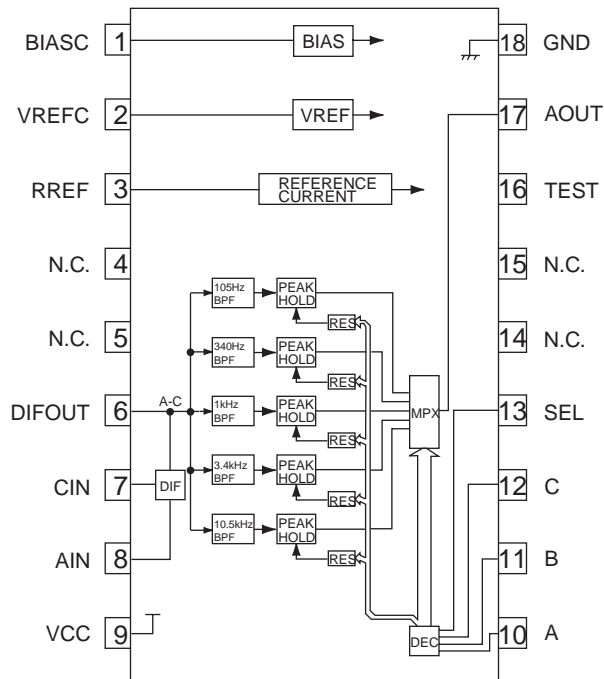 BIASC 1 BIAS 18 GND
VREFC 2 VREF 17 AOUT
RREF 3 REFERENCE CURRENT 16 TEST
N.C. 4 15 N.C.
105Hz BPF PEAK HOLD
RES
N.C. 5 14 N.C.
340Hz BPF PEAK HOLD
RES
DIFOUT 6 A-C 1kHz BPF PEAK HOLD MPX 13 SEL
RES
CIN 7 DIF 3.4kHz BPF PEAK HOLD 12 C
RES
AIN 8 10.5kHz BPF PEAK HOLD 11 B
RES
VCC 9 DEC 10 A